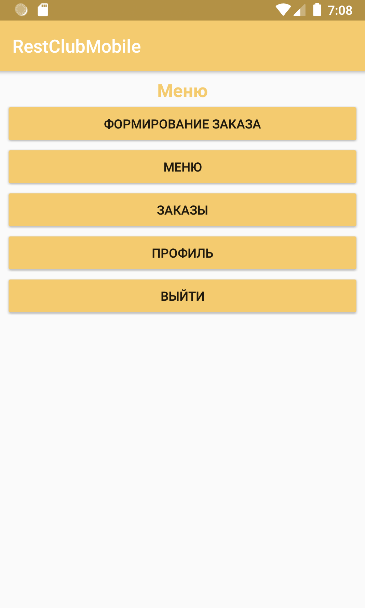 7:08
RestClubMobile
Меню
ФОРМИРОВАНИЕ ЗАКАЗА
МЕНЮ
ЗАКАЗЫ
ПРОФИЛЬ
ВЫЙТИ